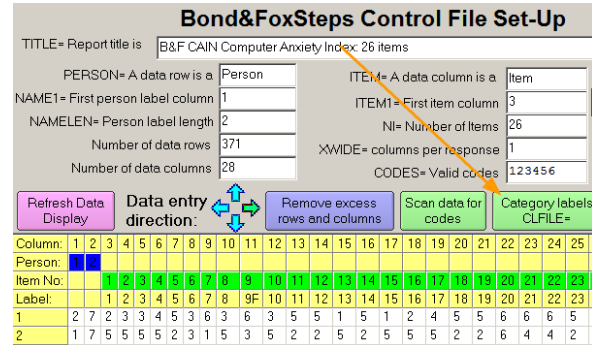 Bond&FoxSteps Control File Set-Up
TITLE= Report title is B&F CAIN Computer Anxiety Index: 26 items
PERSON= A data row is a Person ITEM= A data column is a Item
NAME1= First person label column 1 ITEM1= First item column 3
NAMELEN= Person label length 2 NI= Number of Items 26
Number of data rows 371 XWIDE= columns per response 1
Number of data columns 28 CODES= Valid codes 123456
Refresh Data Display Data entry direction: Remove excess rows and columns Scan data for codes Category labels CLFILE=
Column: 1 2 3 4 5 6 7 8 9 10 11 12 13 14 15 16 17 18 19 20 21 22 23 24 25
Person: 1 2
Item No: 1 2 3 4 5 6 7 8 9 10 11 12 13 14 15 16 17 18 19 20 21 22 23
Label: 1 2 3 4 5 6 7 8 9F 10 11 12 13 14 15 16 17 18 19 20 21 22 23
1 2 7 2 3 3 4 5 3 6 3 6 3 5 5 1 5 1 2 4 5 5 6 6 6 5
2 1 7 5 5 5 5 2 3 1 5 3 5 2 2 5 2 5 5 5 2 2 6 4 4 2